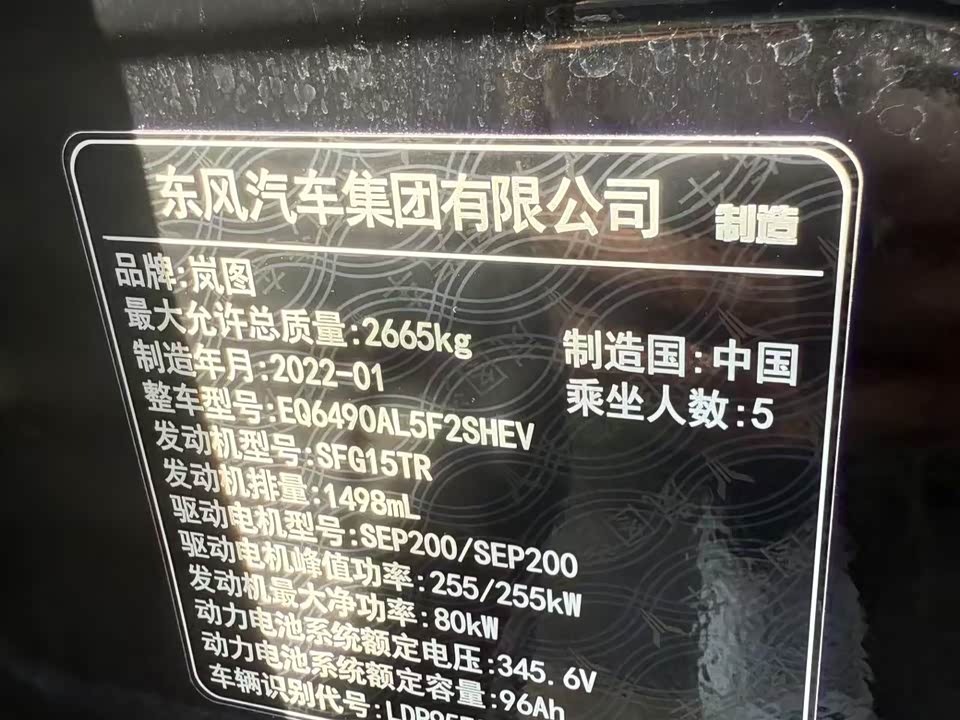 东风汽车集团有限公司 制造
品牌:岚图
最大允许总质量:2665kg
制造国:中国
制造年月:2022-01
乘坐人数:5
整车型号:EQ6490AL5F2SHEV
发动机型号:SFG15TR
发动机排量:1498mL
驱动电机型号:SEP200/SEP200
驱动电机峰值功率:255/255kW
发动机最大净功率:80kW
动力电池系统额定电压:345.6V
动力电池系统额定容量:96Ah
车辆识别代号: